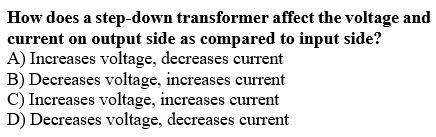 How does a step-down transformer affect the voltage and
current on output side as compared to input side?
A) Increases voltage, decreases current
B) Decreases voltage, increases current
C) Increases voltage, increases current
D) Decreases voltage, decreases current